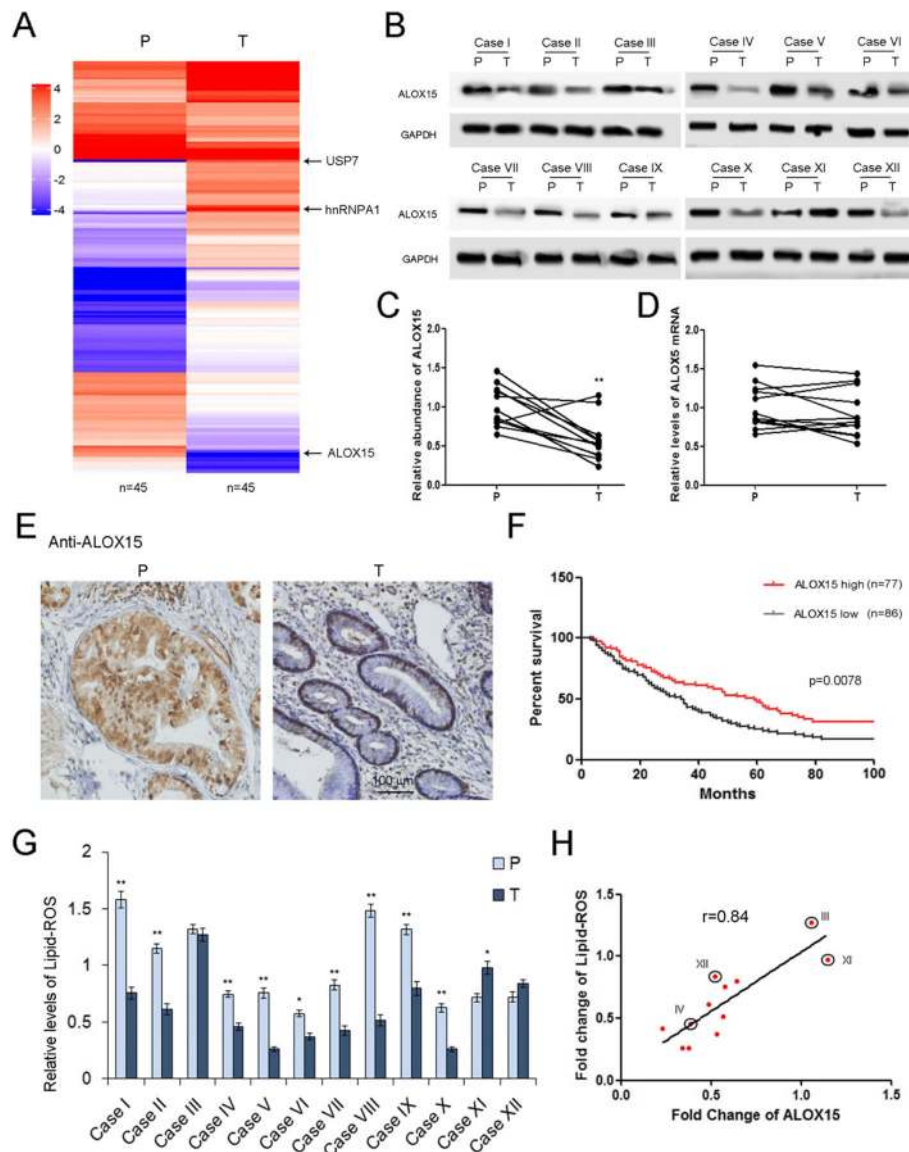 A
P T
4
2
0
-2
-4
USP7
hnRNPA1
ALOX15
n=45 n=45
B
Case I Case II Case III Case IV Case V Case VI
P T P T P T P T P T P T
ALOX15
GAPDH
Case VII Case VIII Case IX Case X Case XI Case XII
P T P T P T P T P T P T
ALOX15
GAPDH
C
Relative abundance of ALOX15
2.0
1.5
1.0
0.5
0.0
**
P T
D
Relative levels of ALOX5 mRNA
2.0
1.5
1.0
0.5
0.0
P T
E
Anti-ALOX15
P T
100 μm
F
ALOX15 high (n=77)
ALOX15 low (n=86)
p=0.0078
Percent survival
150
100
50
0
0 20 40 60 80 100
Months
G
P
T
Relative levels of Lipid-ROS
2
1.5
1
0.5
0
** ** ** ** * ** ** ** ** *
Case I Case II Case III Case IV Case V Case VI Case VII Case VIII Case IX Case X Case XI Case XII
H
r=0.84
III
XI
XII
IV
Fold change of Lipid-ROS
1.5
1.0
0.5
0.0
0.0 0.5 1.0 1.5
Fold Change of ALOX15